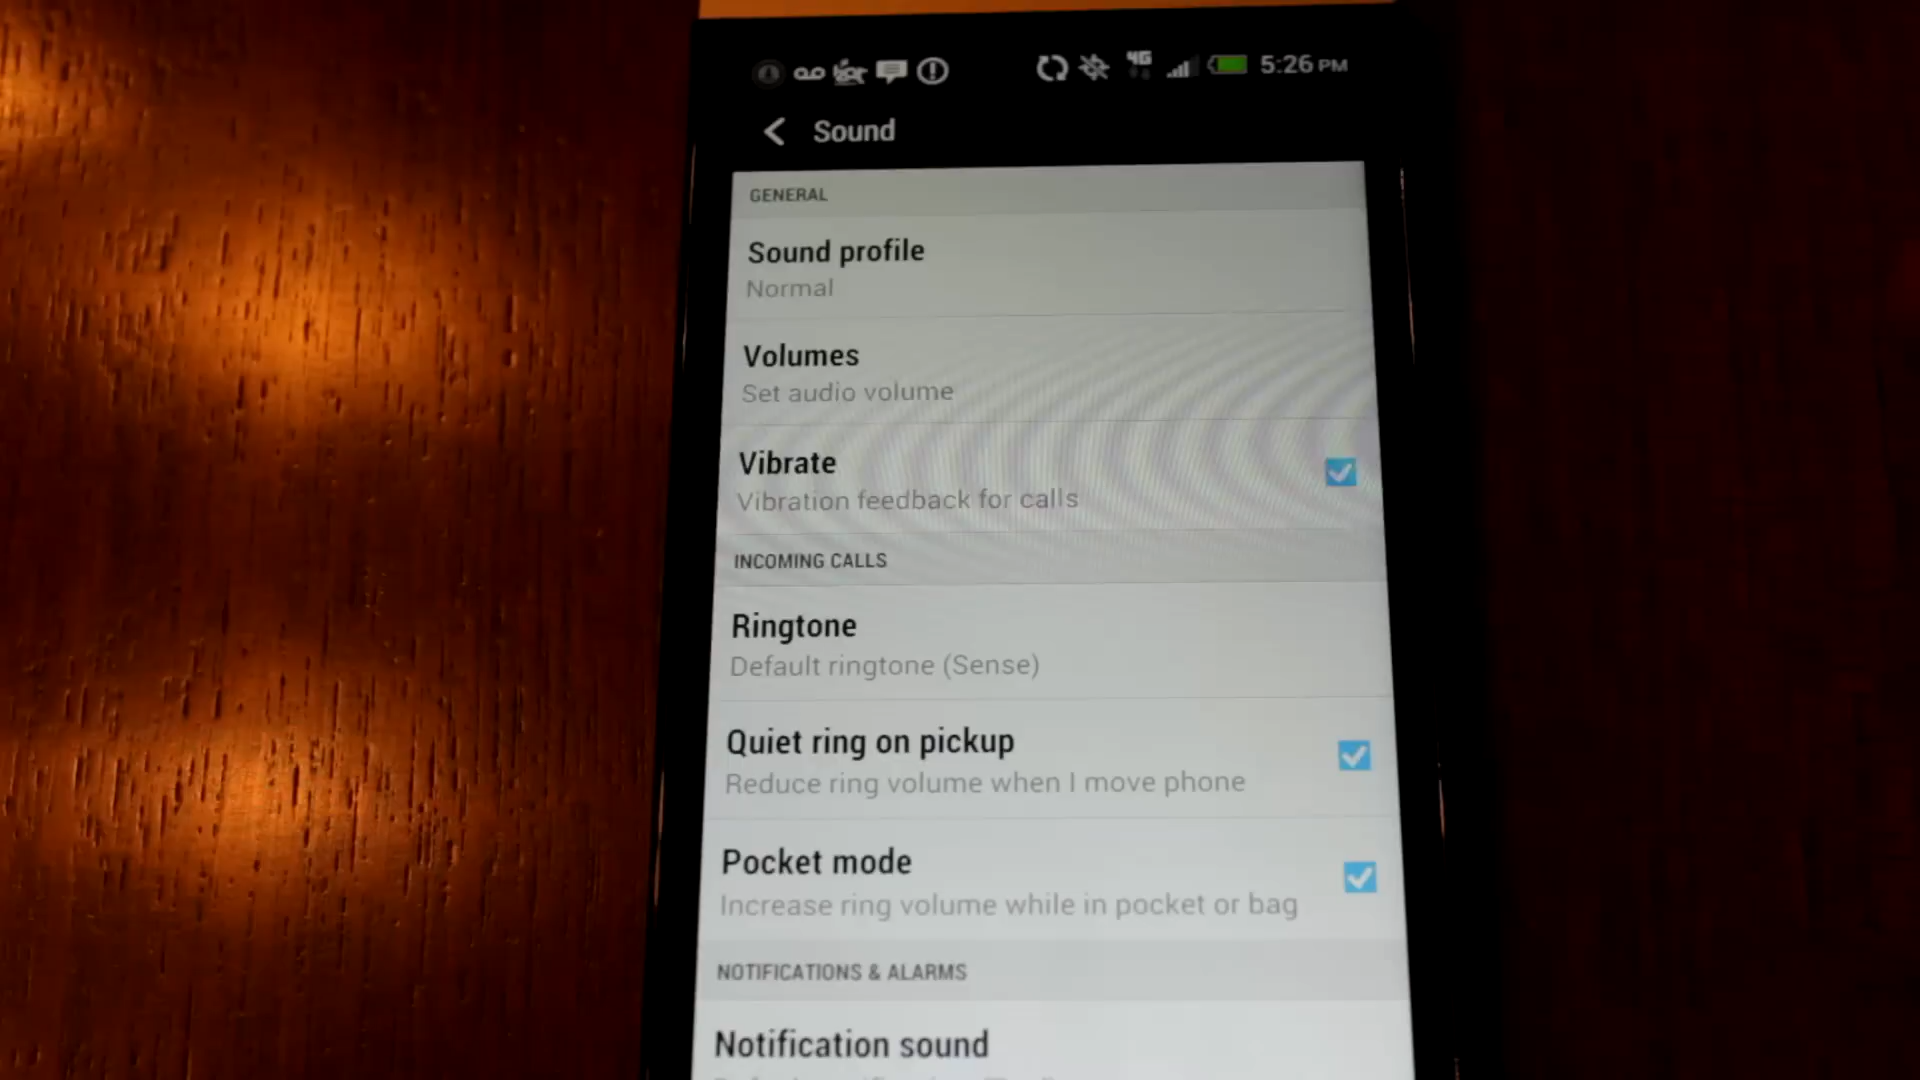 4G 5:26 PM
Sound
GENERAL
Sound profile
Normal
Volumes
Set audio volume
Vibrate
Vibration feedback for calls
INCOMING CALLS
Ringtone
Default ringtone (Sense)
Quiet ring on pickup
Reduce ring volume when I move phone
Pocket mode
Increase ring volume while in pocket or bag
NOTIFICATIONS & ALARMS
Notification sound